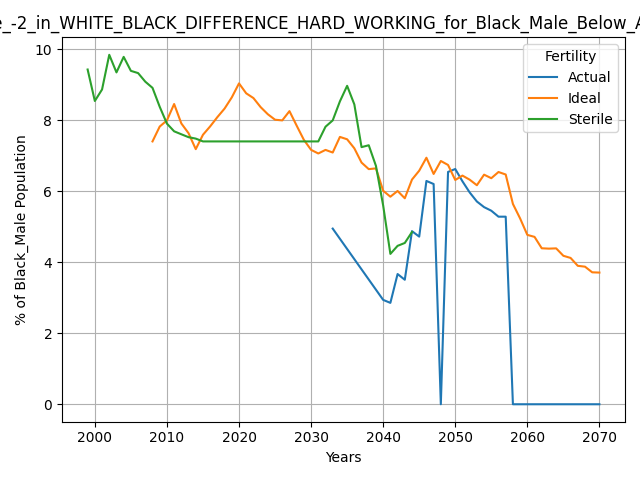 e_-2_in_WHITE_BLACK_DIFFERENCE_HARD_WORKING_for_Black_Male_Below_A
Fertility
Actual
Ideal
Sterile
% of Black_Male Population
10
8
6
4
2
0
2000 2010 2020 2030 2040 2050 2060 2070
Years